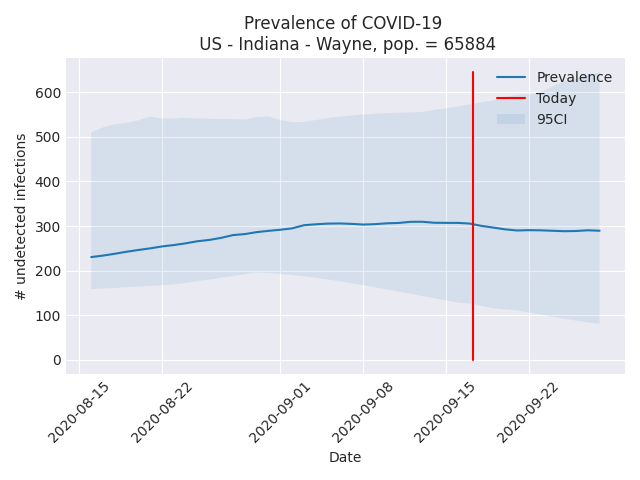 Prevalence of COVID-19
US - Indiana - Wayne, pop. = 65884
# undetected infections
600
500
400
300
200
100
0
Prevalence
Today
95CI
2020-08-15
2020-08-22
2020-09-01
2020-09-08
2020-09-15
2020-09-22
Date